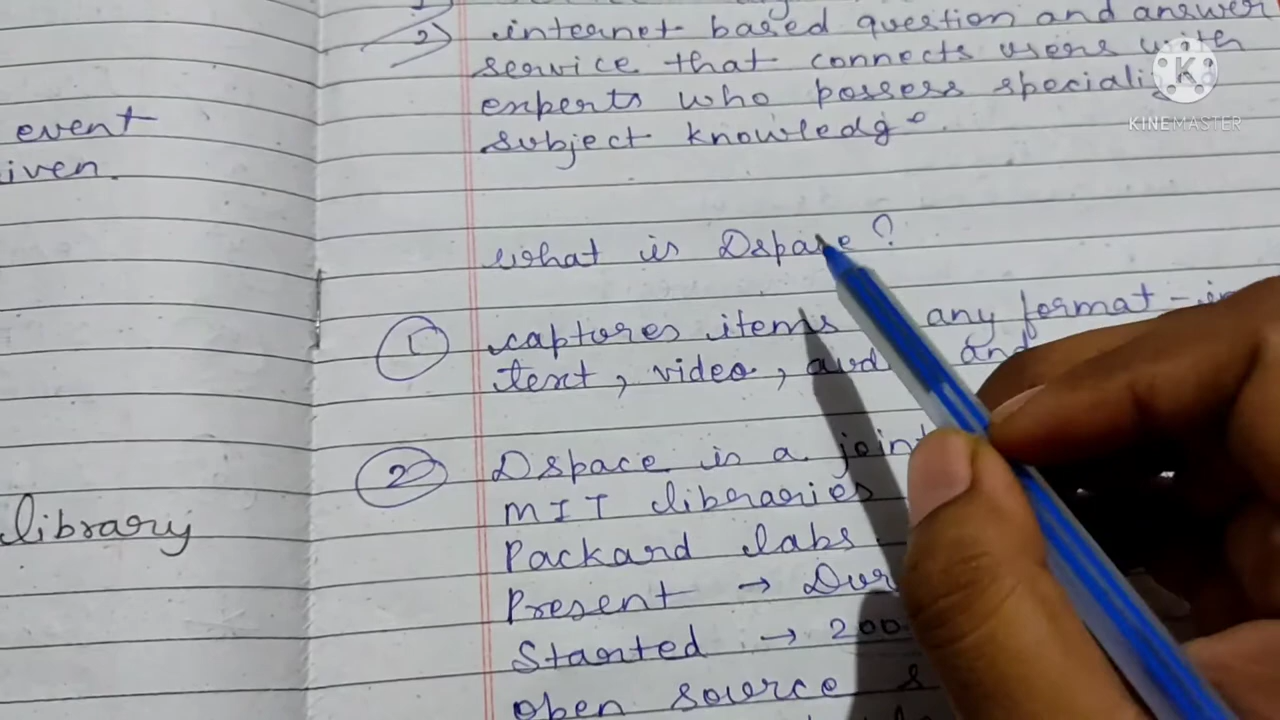 event
iven.
library
2) internet based question and answer
service that connects users with
experts who possess
subject knowledge.
What is Dspace?
1 captures items any format - in
text, video, and
2 Dspace is a joint
MIT libraries
Packard labs.
Present → Dur
Started → 200
open source s
KINEMASTER